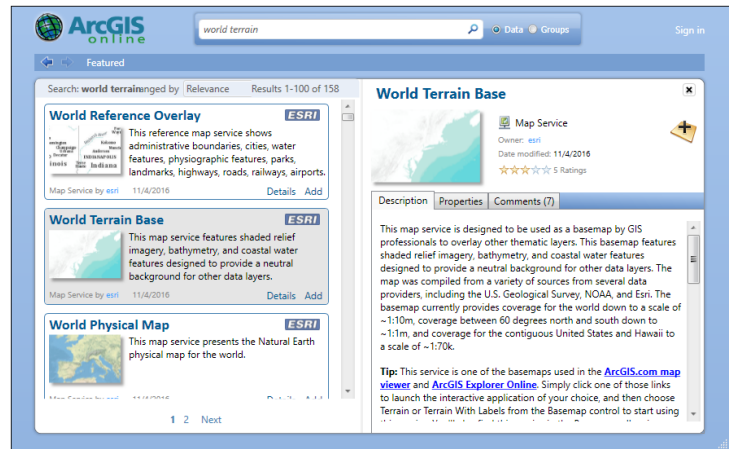 ArcGIS
online
world terrain
Data
Groups
Sign in
Featured
Search: world terrain
nged by
Relevance
Results 1-100 of 158
World Reference Overlay
ESRI
This reference map service shows
administrative boundaries, cities, water
features, physiographic features, parks,
landmarks, highways, roads, railways, airports.
Map Service by esri 11/4/2016
Details Add
World Terrain Base
ESRI
This map service features shaded relief
imagery, bathymetry, and coastal water
features designed to provide a neutral
background for other data layers.
Map Service by esri 11/4/2016
Details Add
World Physical Map
ESRI
This map service presents the Natural Earth
physical map for the world.
Map Service by esri 11/4/2016
Details Add
1 2 Next
World Terrain Base
Map Service
Owner: esri
Date modified: 11/4/2016
5 Ratings
Description
Properties
Comments (7)
This map service is designed to be used as a basemap by GIS
professionals to overlay other thematic layers. This basemap features
shaded relief imagery, bathymetry, and coastal water features
designed to provide a neutral background for other data layers. The
map was compiled from a variety of sources from several data
providers, including the U.S. Geological Survey, NOAA, and Esri. The
basemap currently provides coverage for the world down to a scale of
~1:10m, coverage between 60 degrees north and south down to
~1:1m, and coverage for the contiguous United States and Hawaii to
a scale of ~1:70k.
Tip: This service is one of the basemaps used in the ArcGIS.com map
viewer and ArcGIS Explorer Online. Simply click one of those links
to launch the interactive application of your choice, and then choose
Terrain or Terrain With Labels from the Basemap control to start using